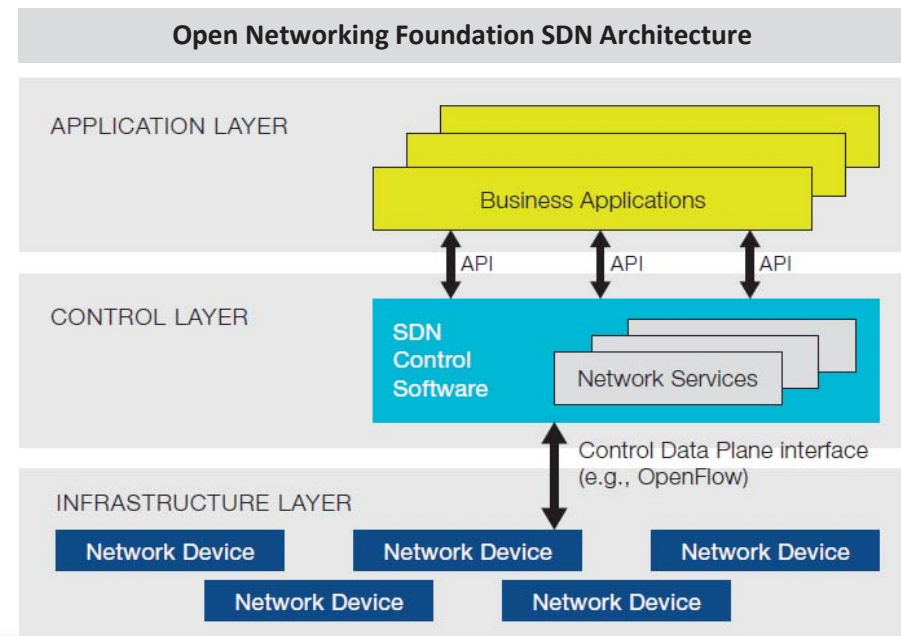 Open Networking Foundation SDN Architecture
APPLICATION LAYER
Business Applications
API
API
API
CONTROL LAYER
SDN
Control
Software
Network Services
Control Data Plane interface
(e.g., OpenFlow)
INFRASTRUCTURE LAYER
Network Device
Network Device
Network Device
Network Device
Network Device